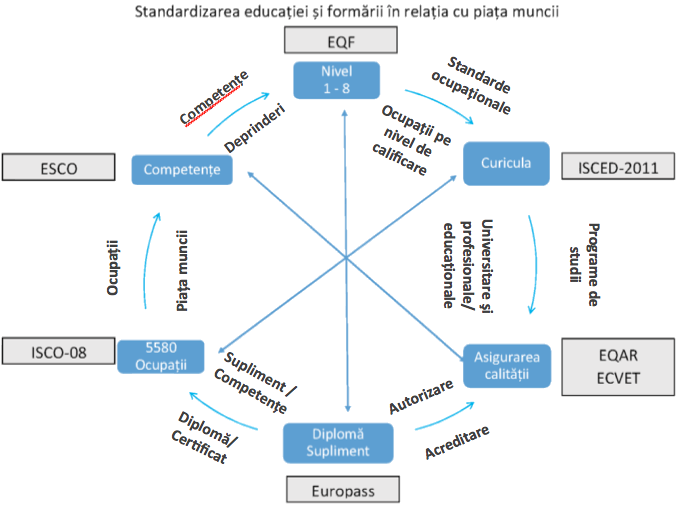 Standardizarea educației și formării în relația cu piața muncii
EQF
Nivel
1 - 8
Competențe
Deprinderi
Standarde
ocupaționale
Ocupații pe
nivel de
calificare
ESCO
Competențe
Curicula
ISCED-2011
Ocupații
Piața muncii
Universitare și
profesionale/
educaționale
Programe de
studii
ISCO-08
5580
Ocupații
Asigurarea
calității
EQAR
ECVET
Supliment /
Competențe
Diplomă/
Certificat
Autorizare
Acreditare
Diplomă
Supliment
Europass